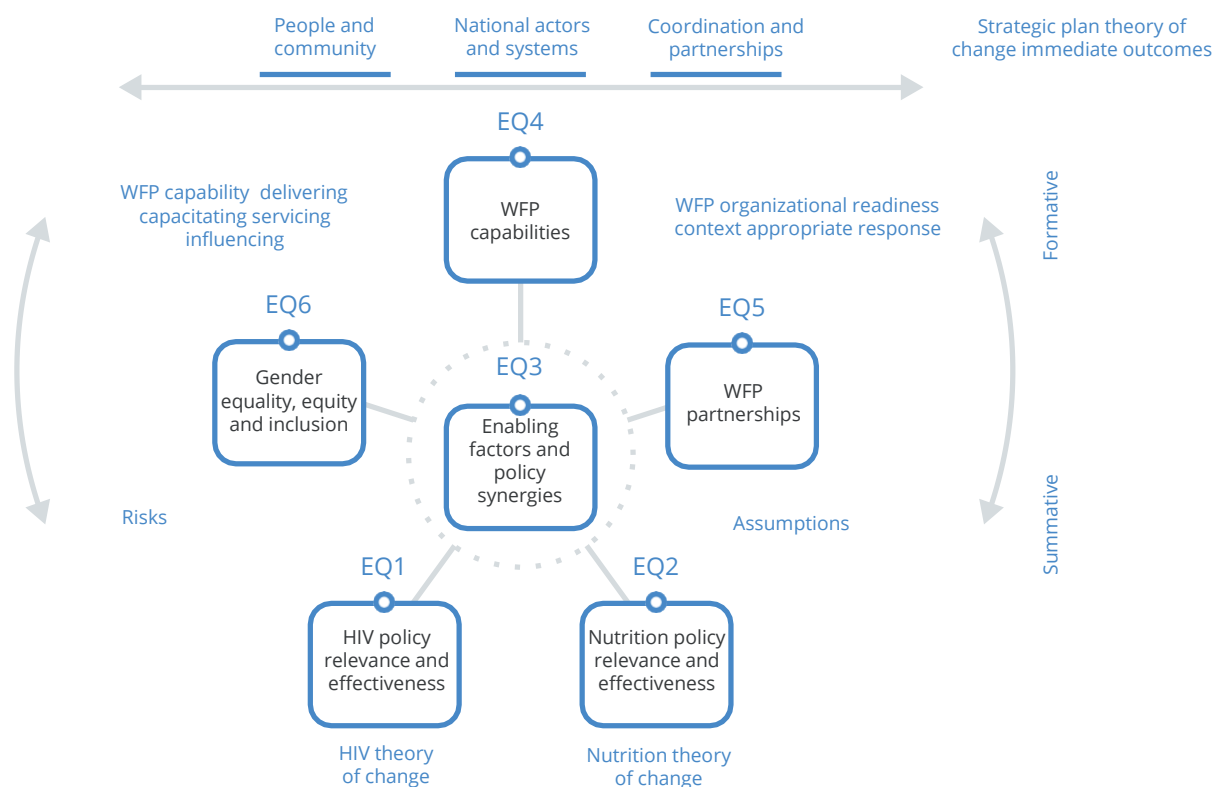 People and
community
National actors
and systems
Coordination and
partnerships
Strategic plan theory of
change immediate outcomes
EQ4
WFP
capabilities
WFP capability  delivering
capacitating servicing
influencing
WFP organizational readiness
context appropriate response
Formative
EQ6
Gender
equality, equity
and inclusion
EQ5
WFP
partnerships
EQ3
Enabling
factors and
policy
synergies
Risks
Assumptions
Summative
EQ1
HIV policy
relevance and
effectiveness
HIV theory
of change
EQ2
Nutrition policy
relevance and
effectiveness
Nutrition theory
of change